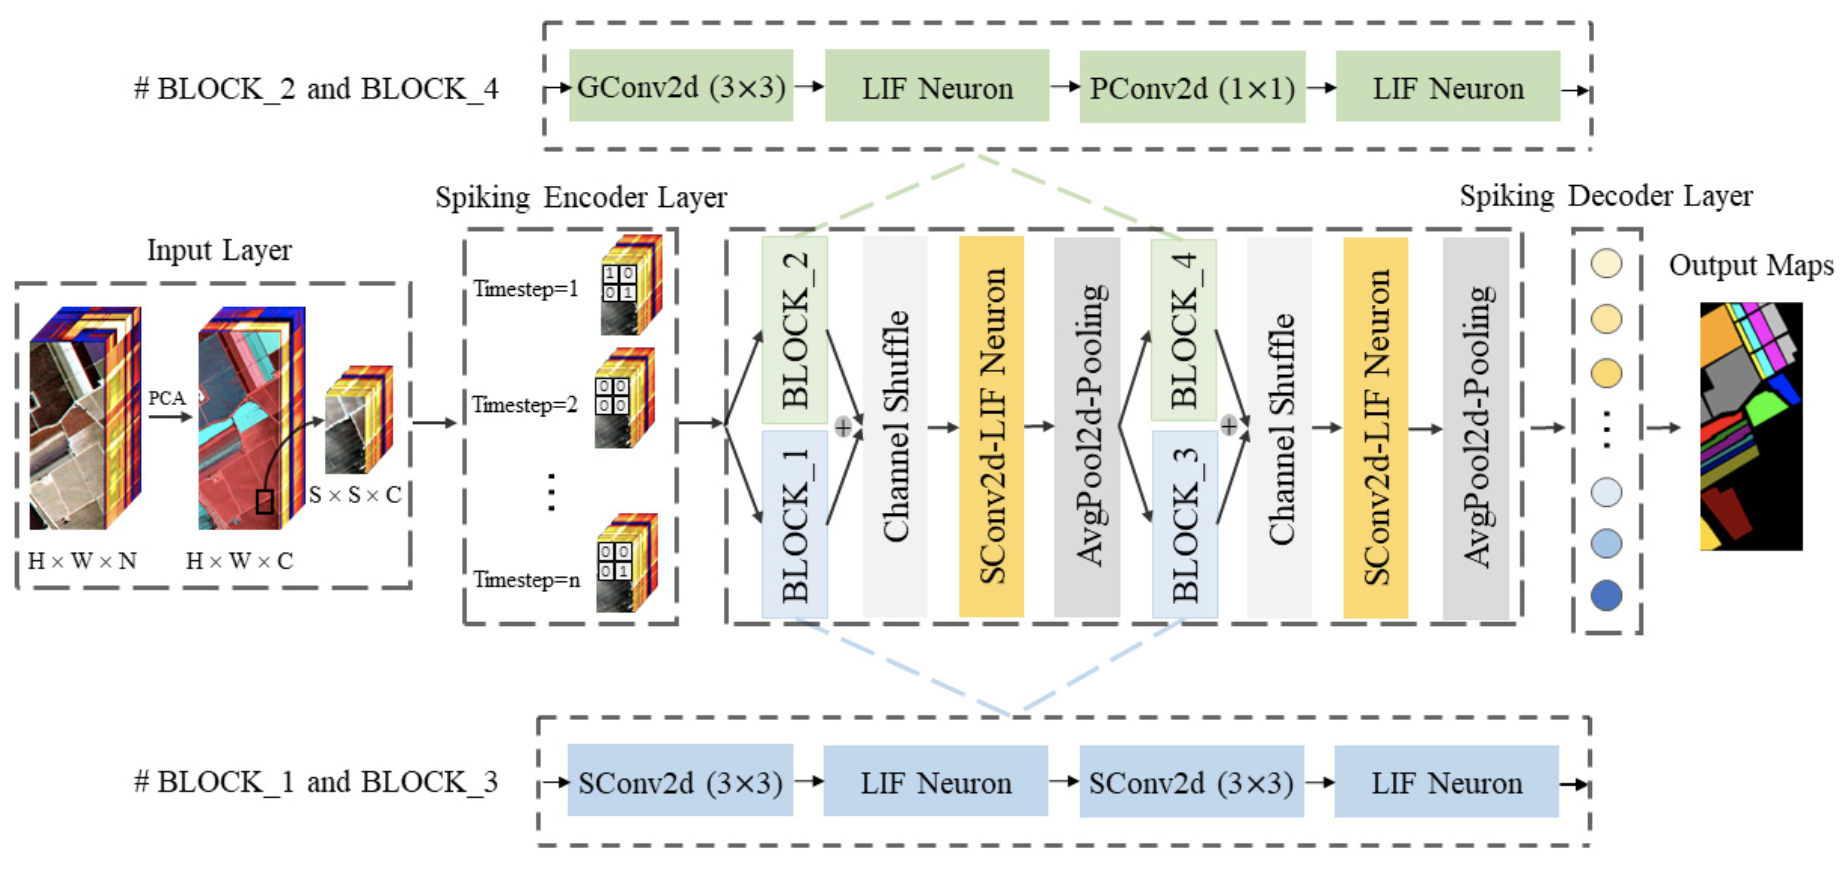 # BLOCK_2 and BLOCK_4
GConv2d (3×3)
LIF Neuron
PConv2d (1×1)
LIF Neuron
Input Layer
PCA
H × W × N
H × W × C
S × S × C
Spiking Encoder Layer
Timestep=1
1 0
0 1
Timestep=2
0 0
0 0
⋮
Timestep=n
0 0
0 1
BLOCK_2
BLOCK_1
+
Channel Shuffle
SConv2d-LIF Neuron
AvgPool2d-Pooling
BLOCK_4
BLOCK_3
+
Channel Shuffle
SConv2d-LIF Neuron
AvgPool2d-Pooling
Spiking Decoder Layer
⋮
Output Maps
# BLOCK_1 and BLOCK_3
SConv2d (3×3)
LIF Neuron
SConv2d (3×3)
LIF Neuron